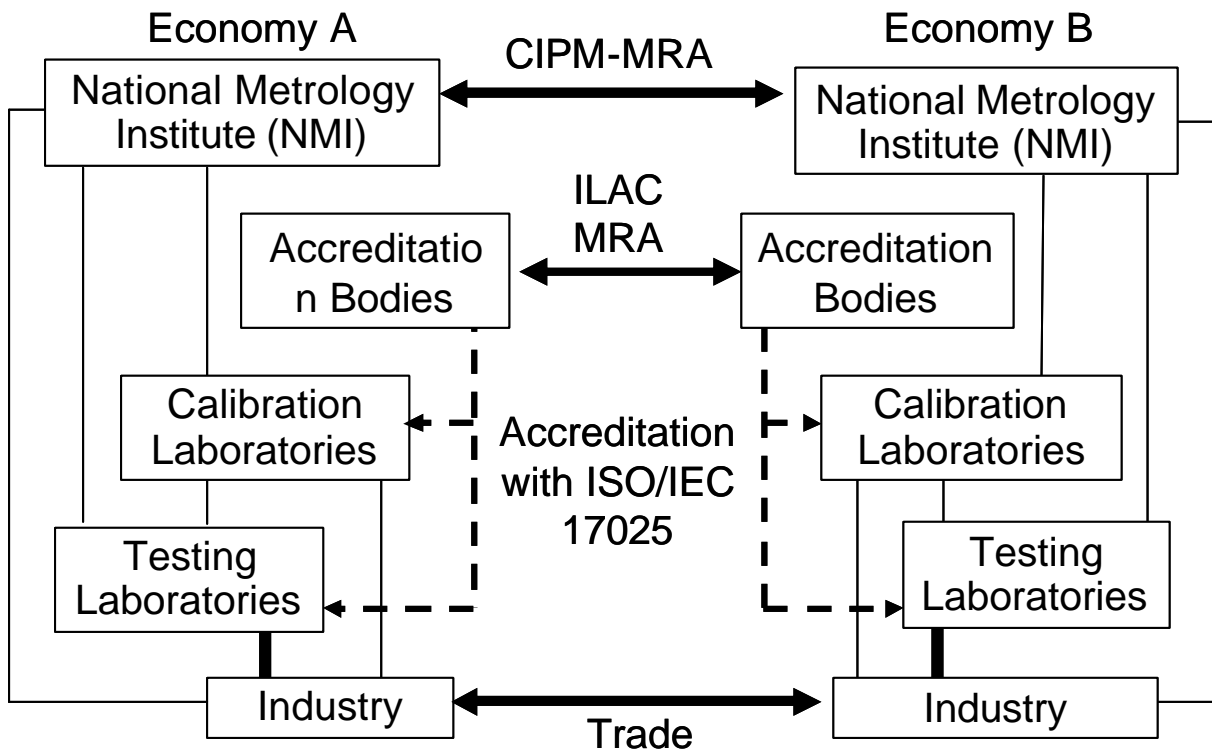 Economy A
Economy B
CIPM-MRA
National Metrology
Institute (NMI)
National Metrology
Institute (NMI)
ILAC
MRA
Accreditatio
n Bodies
Accreditation
Bodies
Calibration
Laboratories
Accreditation
with ISO/IEC
17025
Calibration
Laboratories
Testing
Laboratories
Testing
Laboratories
Industry
Trade
Industry